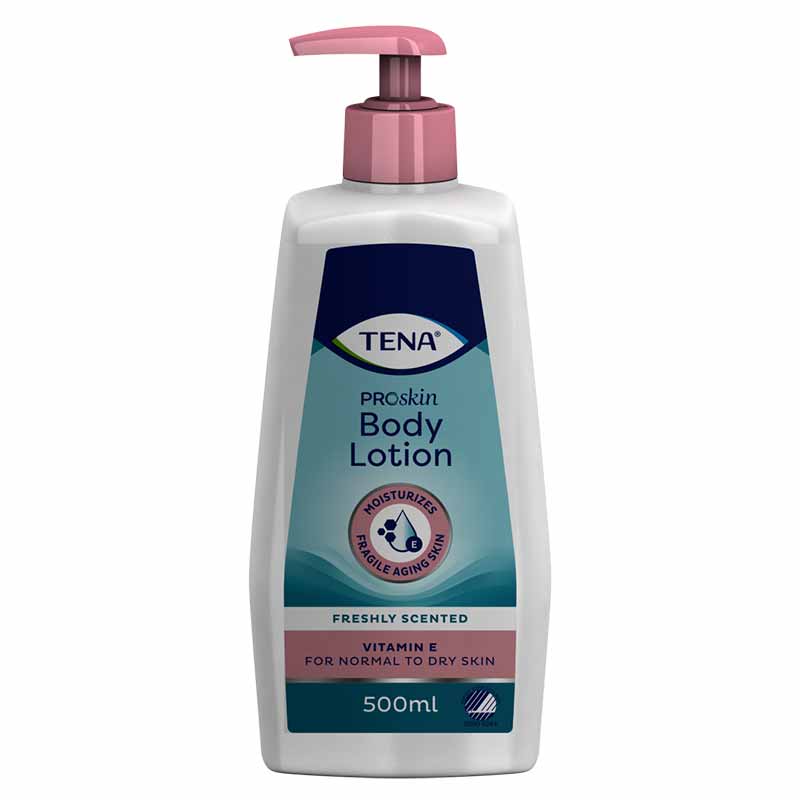 TENA®
PROskin
Body
Lotion
MOISTURIZES
FRAGILE AGING SKIN
E
FRESHLY SCENTED
VITAMIN E
FOR NORMAL TO DRY SKIN
500ml